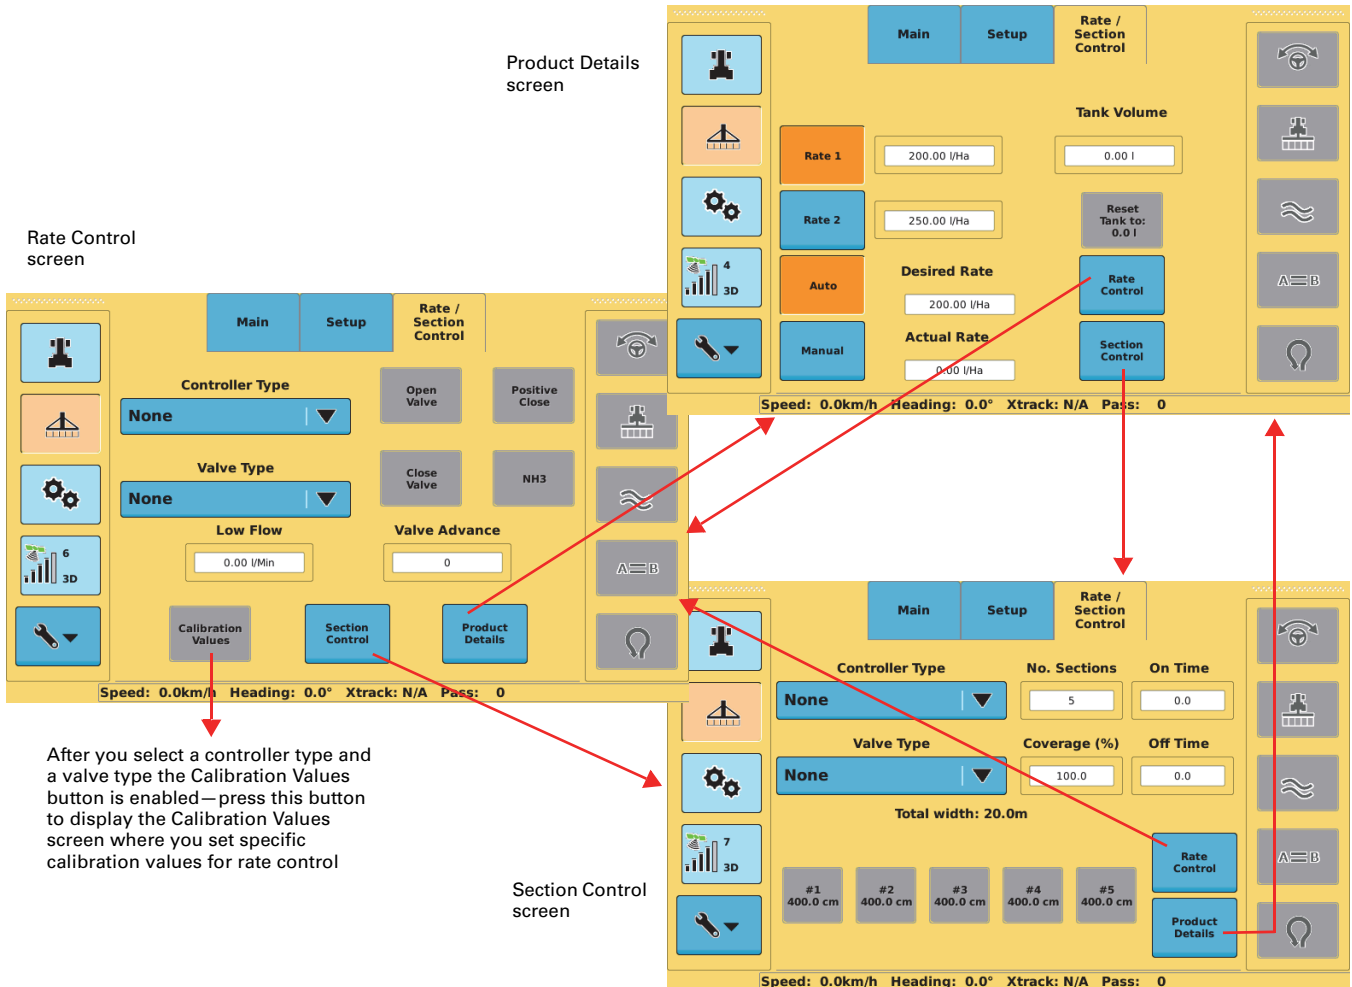 Product Details
screen
Main
Setup
Rate /
Section
Control
Tank Volume
Rate 1
200.00 l/Ha
0.00 l
Rate 2
250.00 l/Ha
Reset
Tank to:
0.0 l
4
3D
Auto
Desired Rate
200.00 l/Ha
Rate
Control
A B
Manual
Actual Rate
0.00 l/Ha
Section
Control
Speed: 0.0km/h Heading: 0.0° Xtrack: N/A Pass: 0
Rate Control
screen
Main
Setup
Rate /
Section
Control
Controller Type
None
Open
Valve
Positive
Close
Valve Type
None
Close
Valve
NH3
Low Flow
0.00 l/Min
Valve Advance
0
6
3D
A B
Calibration
Values
Section
Control
Product
Details
Speed: 0.0km/h Heading: 0.0° Xtrack: N/A Pass: 0
After you select a controller type and
a valve type the Calibration Values
button is enabled—press this button
to display the Calibration Values
screen where you set specific
calibration values for rate control
Section Control
screen
Main
Setup
Rate /
Section
Control
Controller Type
None
No. Sections
5
On Time
0.0
Valve Type
None
Coverage (%)
100.0
Off Time
0.0
Total width: 20.0m
7
3D
Rate
Control
A B
#1
400.0 cm
#2
400.0 cm
#3
400.0 cm
#4
400.0 cm
#5
400.0 cm
Product
Details
Speed: 0.0km/h Heading: 0.0° Xtrack: N/A Pass: 0